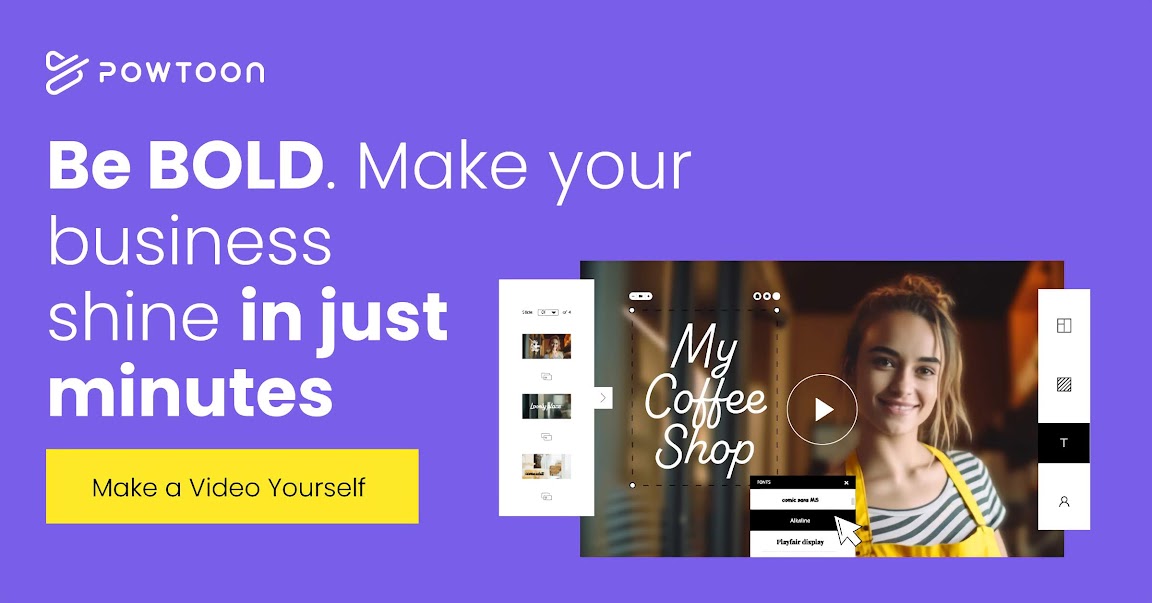 POWTOON
Be BOLD. Make your
business
shine in just
minutes
Make a Video Yourself
Slide 01 of 4
My
Coffee
Shop
FONTS
comic sans MS
Playfair display
T